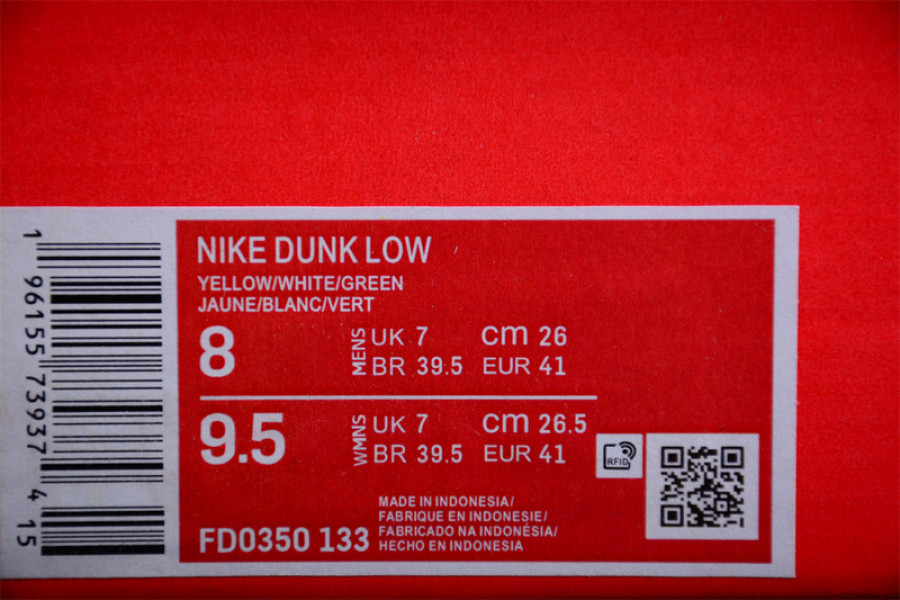 1 96155 73937 4 15
NIKE DUNK LOW
YELLOW/WHITE/GREEN
JAUNE/BLANC/VERT
8 MENS UK 7 cm 26
BR 39.5 EUR 41
9.5 WMNS UK 7 cm 26.5
BR 39.5 EUR 41
RFID
MADE IN INDONESIA/
FABRIQUE EN INDONESIE/
FABRICADO NA INDONÉSIA/
HECHO EN INDONESIA
FD0350 133